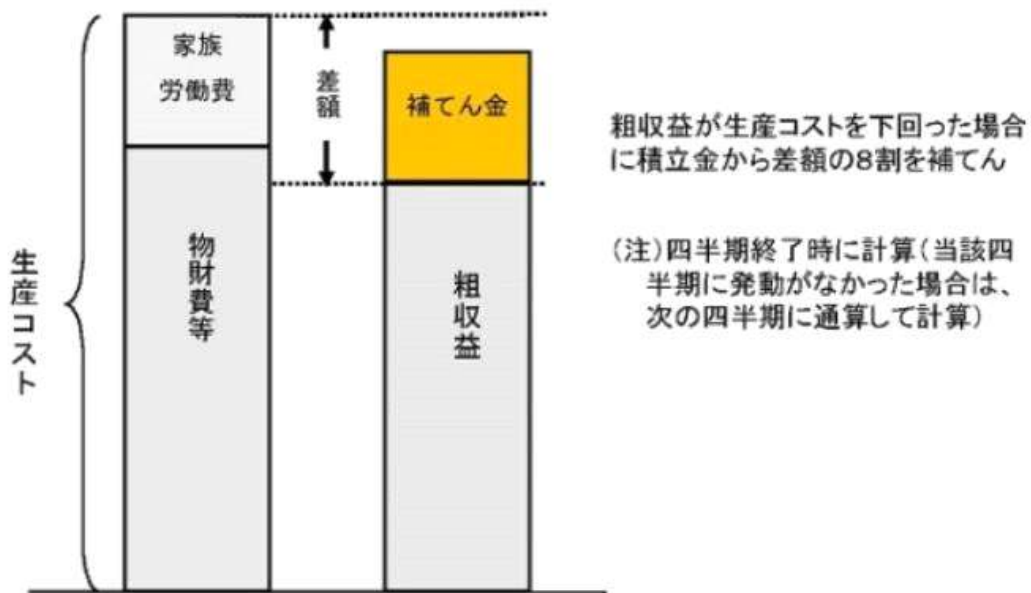 家族
労働費
差額
補てん金
粗収益が生産コストを下回った場合
に積立金から差額の8割を補てん
生産コスト
物財費等
粗収益
(注)四半期終了時に計算(当該四
半期に発動がなかった場合は、
次の四半期に通算して計算)